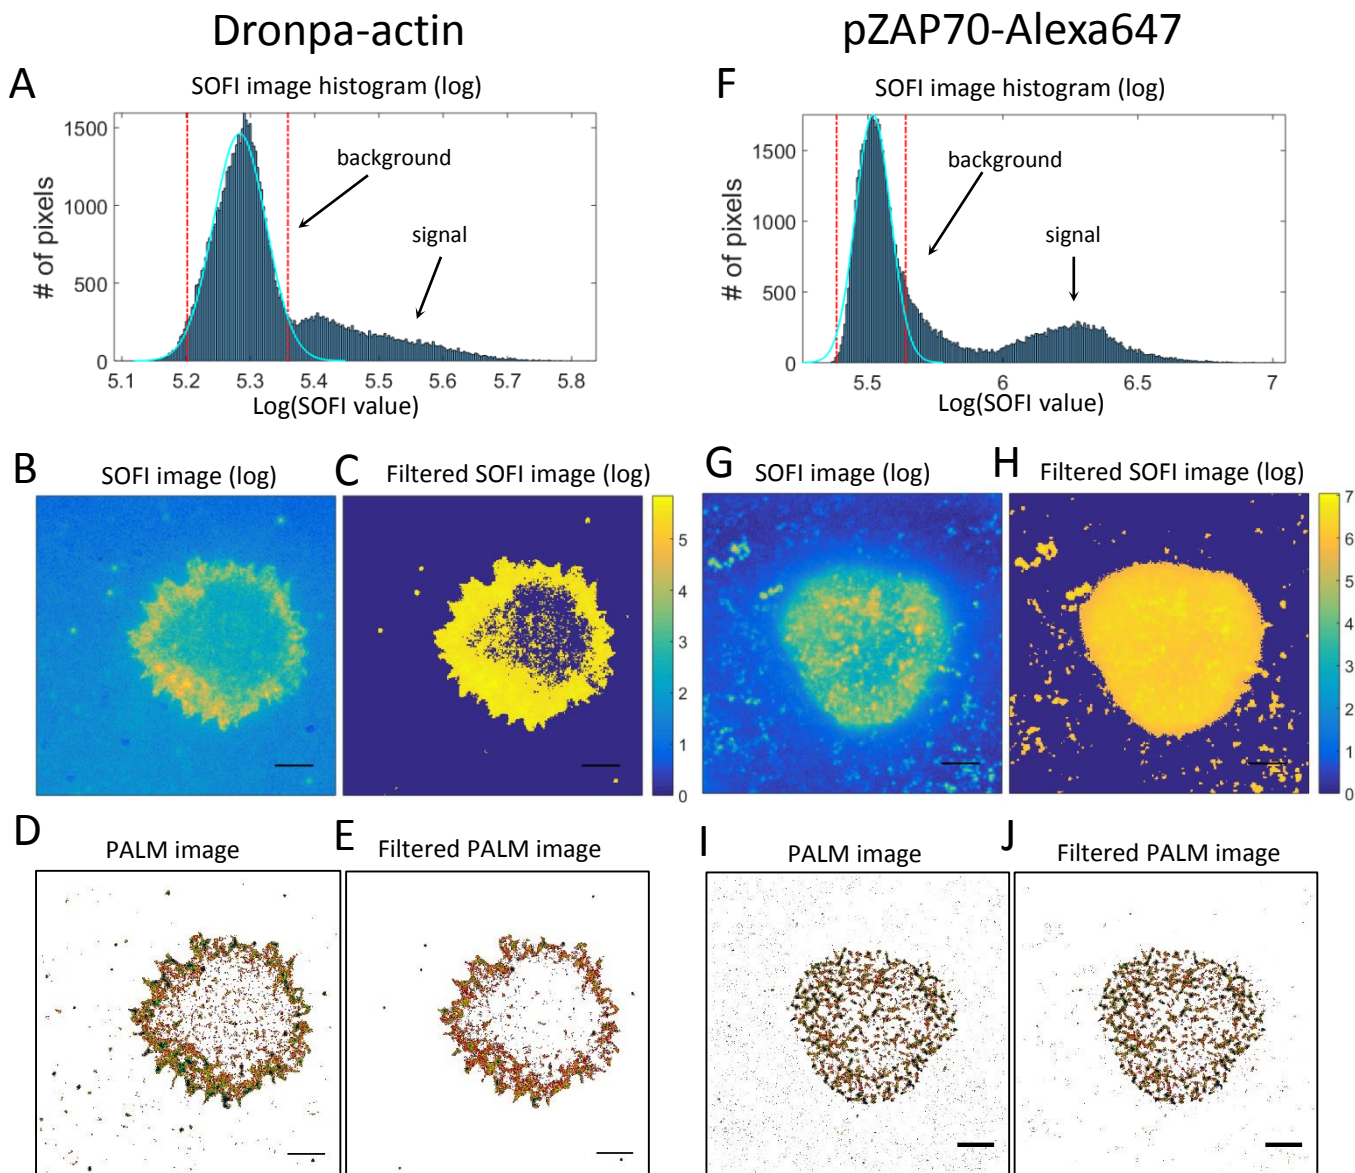 Dronpa-actin
pZAP70-Alexa647
A
SOFI image histogram (log)
1500
1000
500
0
# of pixels
background
signal
5.1 5.2 5.3 5.4 5.5 5.6 5.7 5.8
Log(SOFI value)
F
SOFI image histogram (log)
1500
1000
500
0
# of pixels
background
signal
5.5 6 6.5 7
Log(SOFI value)
B
SOFI image (log)
C
Filtered SOFI image (log)
5
4
3
2
1
0
G
SOFI image (log)
H
Filtered SOFI image (log)
7
6
5
4
3
2
1
0
D
PALM image
E
Filtered PALM image
I
PALM image
J
Filtered PALM image